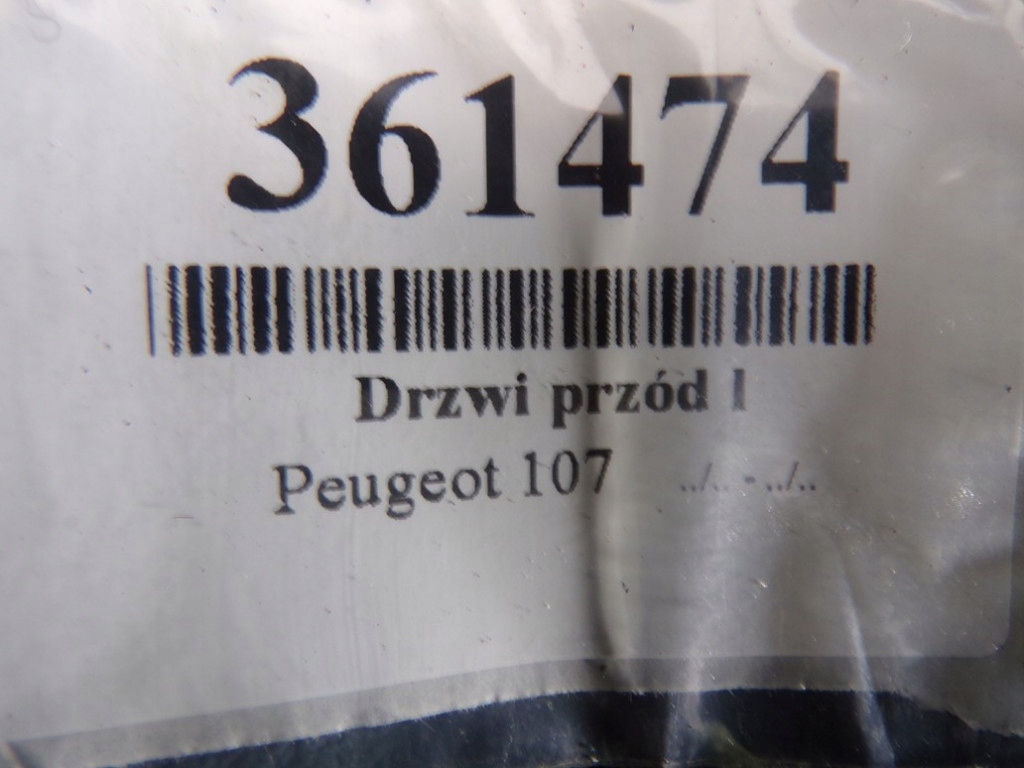 361474
Drzwi przód l
Peugeot 107 ../.. - ../..